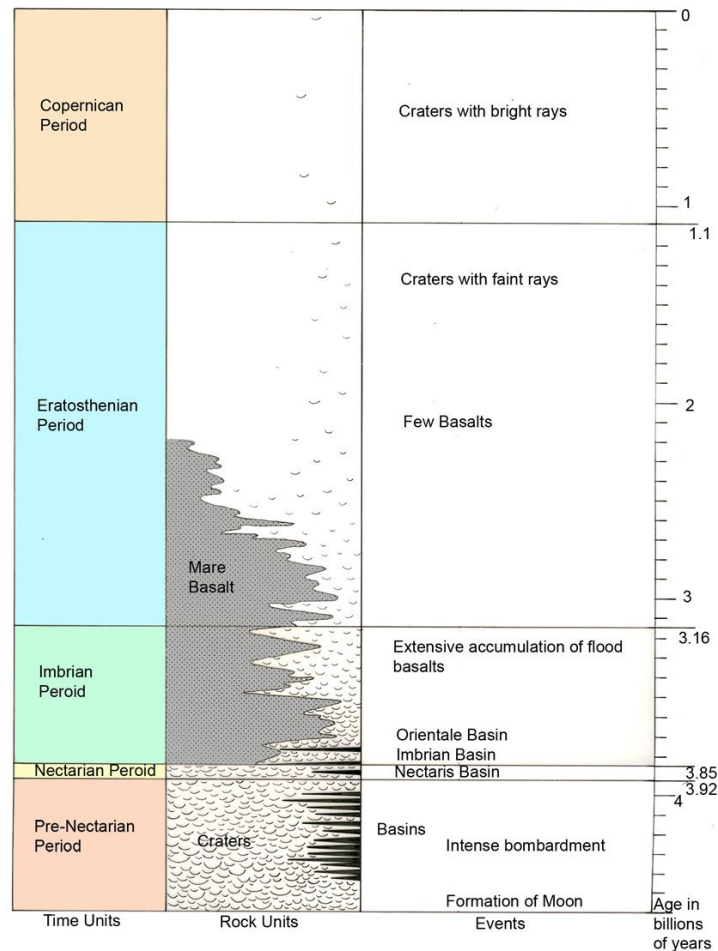 0
Copernican
Period
Craters with bright rays
1
1.1
Craters with faint rays
2
Eratosthenian
Period
Few Basalts
Mare
Basalt
3
3.16
Imbrian
Peroid
Extensive accumulation of flood
basalts
Orientale Basin
Imbrian Basin
Nectarian Peroid
Nectaris Basin
3.85
3.92
4
Pre-Nectarian
Period
Craters
Basins
Intense bombardment
Formation of Moon
Time Units
Rock Units
Events
Age in
billions
of years